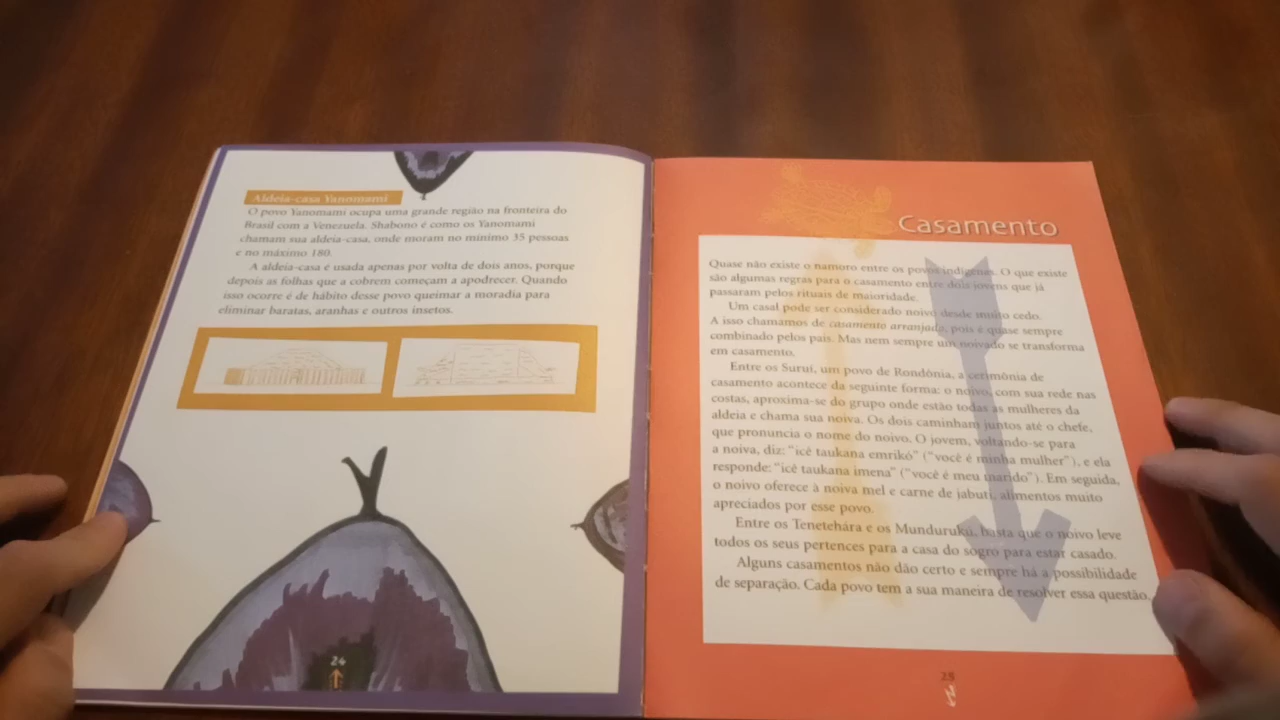 Aldeia-casa Yanomami
O povo Yanomami ocupa uma grande região na fronteira do
Brasil com a Venezuela. Shabono é como os Yanomami
chamam sua aldeia-casa, onde moram no mínimo 35 pessoas
e no máximo 180.
A aldeia-casa é usada apenas por volta de dois anos, porque
depois as folhas que a cobrem começam a apodrecer. Quando
isso ocorre é de hábito desse povo queimar a moradia para
eliminar baratas, aranhas e outros insetos.
24
Casamento
Quase não existe o namoro entre os povos indígenas. O que existe
são algumas regras para o casamento entre dois jovens que já
passaram pelos rituais de maioridade.
Um casal pode ser considerado noivo desde muito cedo.
A isso chamamos de casamento arranjado, pois é quase sempre
combinado pelos pais. Mas nem sempre um noivado se transforma
em casamento.
Entre os Suruí, um povo de Rondônia, a cerimônia de
casamento acontece da seguinte forma: o noivo, com sua rede nas
costas, aproxima-se do grupo onde estão todas as mulheres da
aldeia e chama sua noiva. Os dois caminham juntos até o chefe,
que pronuncia o nome do noivo. O jovem, voltando-se para
a noiva, diz: "icê taukana emrikó" ("você é minha mulher"), e ela
responde: "icê taukana imena" ("você é meu marido"). Em seguida,
o noivo oferece à noiva mel e carne de jabuti, alimentos muito
apreciados por esse povo.
Entre os Tenetehára e os Munduruku, basta que o noivo leve
todos os seus pertences para a casa do sogro para estar casado.
Alguns casamentos não dão certo e sempre há a possibilidade
de separação. Cada povo tem a sua maneira de resolver essa questão.
25